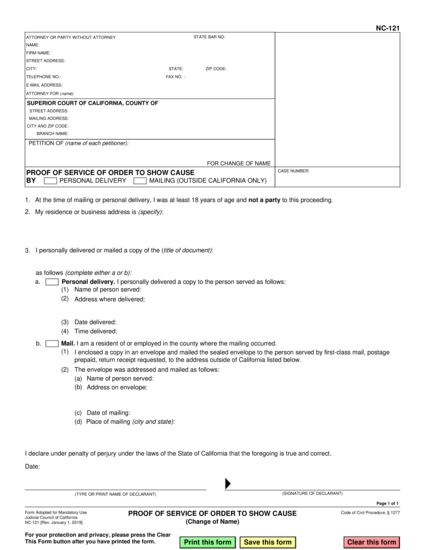 NC-121
ATTORNEY OR PARTY WITHOUT ATTORNEY
STATE BAR NO:
NAME:
FIRM NAME:
STREET ADDRESS:
CITY:
STATE:
ZIP CODE:
TELEPHONE NO.:
FAX NO. :
E-MAIL ADDRESS:
ATTORNEY FOR (name):
SUPERIOR COURT OF CALIFORNIA, COUNTY OF
STREET ADDRESS:
MAILING ADDRESS:
CITY AND ZIP CODE:
BRANCH NAME:
PETITION OF (name of each petitioner):
FOR CHANGE OF NAME
PROOF OF SERVICE OF ORDER TO SHOW CAUSE
BY PERSONAL DELIVERY MAILING (OUTSIDE CALIFORNIA ONLY)
CASE NUMBER:
1. At the time of mailing or personal delivery, I was at least 18 years of age and not a party to this proceeding.
2. My residence or business address is (specify):
3. I personally delivered or mailed a copy of the (title of document):
as follows (complete either a or b):
a. Personal delivery. I personally delivered a copy to the person served as follows:
(1) Name of person served:
(2) Address where delivered:
(3) Date delivered:
(4) Time delivered:
b. Mail. I am a resident of or employed in the county where the mailing occurred.
(1) I enclosed a copy in an envelope and mailed the sealed envelope to the person served by first-class mail, postage
prepaid, return receipt requested, to the address outside of California listed below.
(2) The envelope was addressed and mailed as follows:
(a) Name of person served:
(b) Address on envelope:
(c) Date of mailing:
(d) Place of mailing (city and state):
I declare under penalty of perjury under the laws of the State of California that the foregoing is true and correct.
Date:
(TYPE OR PRINT NAME OF DECLARANT)
(SIGNATURE OF DECLARANT)
Page 1 of 1
Form Adopted for Mandatory Use
Judicial Council of California
NC-121 [Rev. January 1, 2019]
PROOF OF SERVICE OF ORDER TO SHOW CAUSE
(Change of Name)
Code of Civil Procedure, § 1277
For your protection and privacy, please press the Clear
This Form button after you have printed the form.
Print this form
Save this form
Clear this form